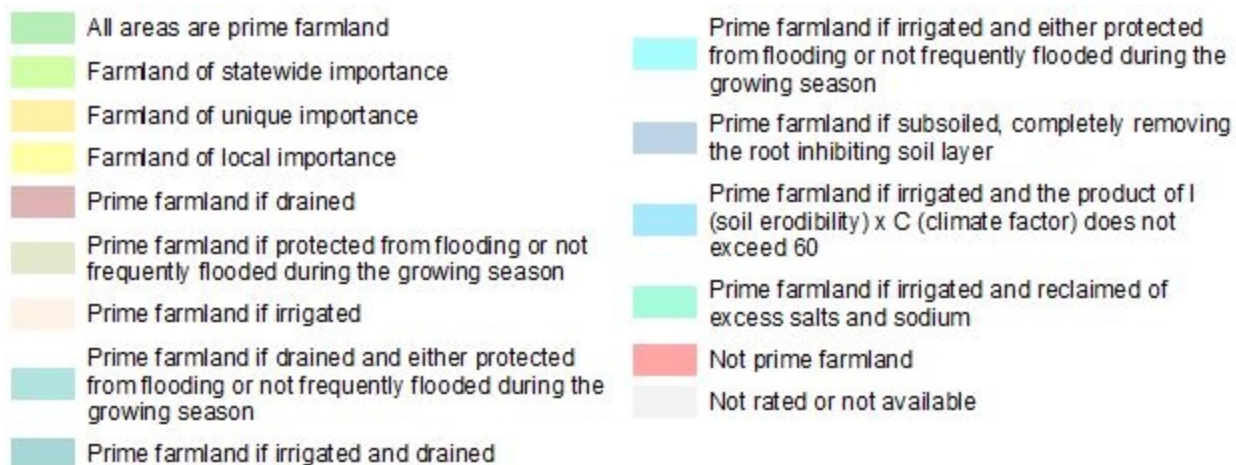 All areas are prime farmland
Farmland of statewide importance
Farmland of unique importance
Farmland of local importance
Prime farmland if drained
Prime farmland if protected from flooding or not
frequently flooded during the growing season
Prime farmland if irrigated
Prime farmland if drained and either protected
from flooding or not frequently flooded during the
growing season
Prime farmland if irrigated and drained
Prime farmland if irrigated and either protected
from flooding or not frequently flooded during the
growing season
Prime farmland if subsoiled, completely removing
the root inhibiting soil layer
Prime farmland if irrigated and the product of I
(soil erodibility) x C (climate factor) does not
exceed 60
Prime farmland if irrigated and reclaimed of
excess salts and sodium
Not prime farmland
Not rated or not available